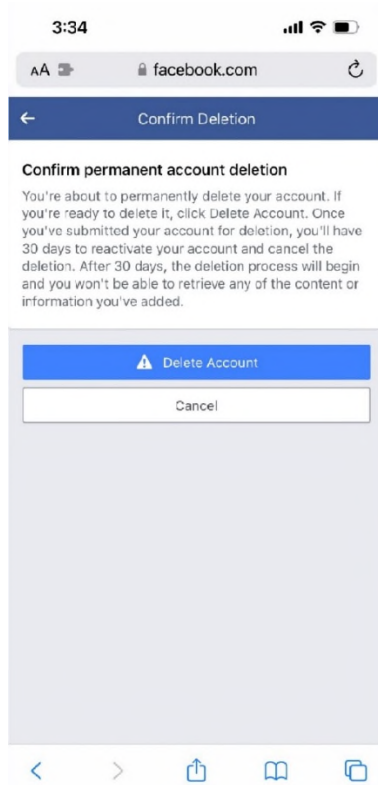 3:34
AA facebook.com
Confirm Deletion
Confirm permanent account deletion
You're about to permanently delete your account. If
you're ready to delete it, click Delete Account. Once
you've submitted your account for deletion, you'll have
30 days to reactivate your account and cancel the
deletion. After 30 days, the deletion process will begin
and you won't be able to retrieve any of the content or
information you've added.
Delete Account
Cancel